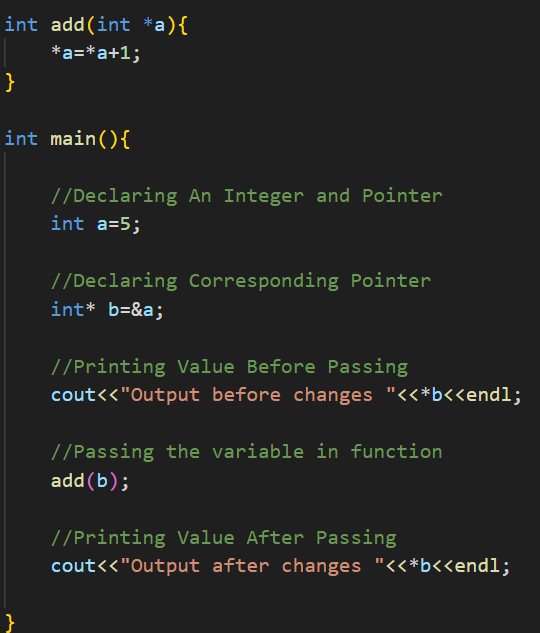 int add(int *a){
*a=*a+1;
}
int main(){
//Declaring An Integer and Pointer
int a=5;
//Declaring Corresponding Pointer
int* b=&a;
//Printing Value Before Passing
cout<<"Output before changes "<<*b<<endl;
//Passing the variable in function
add(b);
//Printing Value After Passing
cout<<"Output after changes "<<*b<<endl;
}